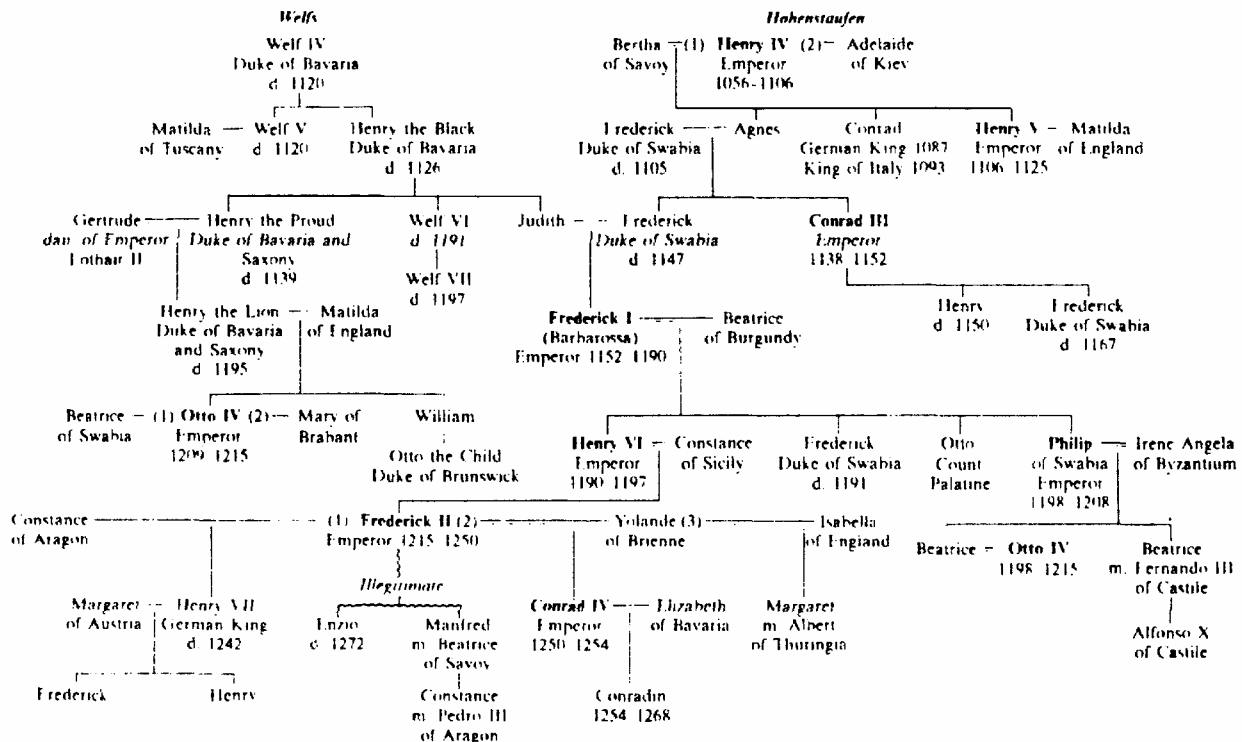 Welfs
Hohenstaufen
Welf IV
Duke of Bavaria
d. 1120
Bertha (1) Henry IV (2) Adelaide
of Savoy Emperor of Kiev
1056-1106
Matilda Welf V Henry the Black
of Tuscany d. 1120 Duke of Bavaria
d. 1126
Frederick Agnes Conrad Henry V Matilda
Duke of Swabia German King 1087 Emperor of England
d. 1105 King of Italy 1093 1106 1125
Gertrude Henry the Proud Welf VI Judith Frederick Conrad III
dau. of Emperor Duke of Bavaria and d. 1191 Duke of Swabia Emperor
Lothair II Saxony d. 1147 1138 1152
d. 1139 Welf VII
d. 1197
Henry the Lion Matilda
Duke of Bavaria of England
and Saxony
d. 1195
Frederick I Beatrice
(Barbarossa) of Burgundy
Emperor 1152 1190
Henry Frederick
d. 1150 Duke of Swabia
d. 1167
Beatrice (1) Otto IV (2) Mary of William
of Swabia Emperor Brabant
1209 1215 Otto the Child
Duke of Brunswick
Henry VI Constance Frederick Otto Philip Irene Angela
Emperor of Sicily Duke of Swabia Count of Swabia of Byzantium
1190 1197 d. 1191 Palatine Emperor
1198 1208
Constance (1) Frederick II (2) Yolande (3) Isabella
of Aragon Emperor 1215 1250 of Brienne of England
Beatrice Otto IV Beatrice
1198 1215 m. Fernando III
of Castile
Illegitimate
Margaret Henry VII Enzio Manfred Conrad IV Elizabeth Margaret
of Austria German King d. 1272 m. Beatrice Emperor of Bavaria m. Albert
d. 1242 of Savoy 1250 1254 of Thuringia
Alfonso X
of Castile
Frederick Henry Constance Conradin
m. Pedro III 1254 1268
of Aragon